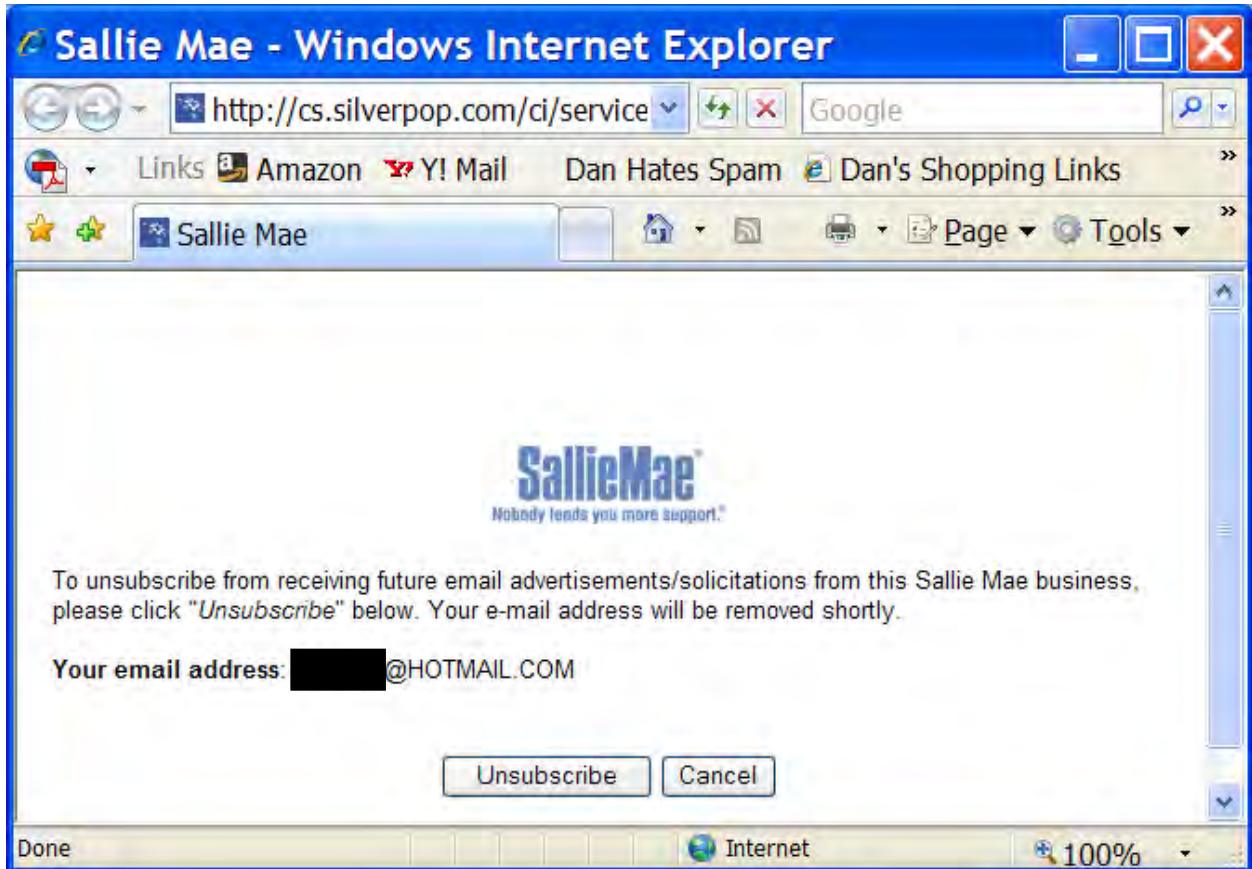 Sallie Mae - Windows Internet Explorer
http://cs.silverpop.com/ci/service Google
Links Amazon Y! Mail Dan Hates Spam Dan's Shopping Links »
Sallie Mae Page Tools »
SallieMae
Nobody lends you more support.®
To unsubscribe from receiving future email advertisements/solicitations from this Sallie Mae business,
please click "Unsubscribe" below. Your e-mail address will be removed shortly.
Your email address: @HOTMAIL.COM
Unsubscribe Cancel
Done Internet 100%